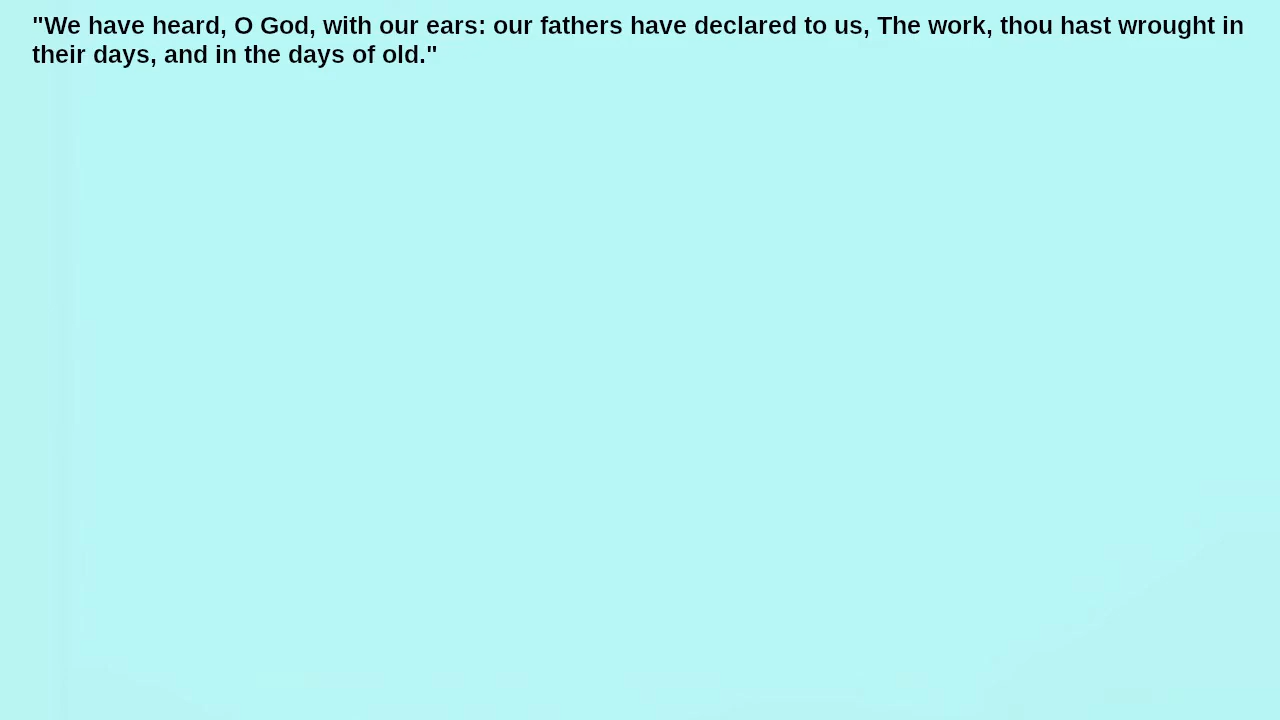 "We have heard, O God, with our ears: our fathers have declared to us, The work, thou hast wrought in
their days, and in the days of old."